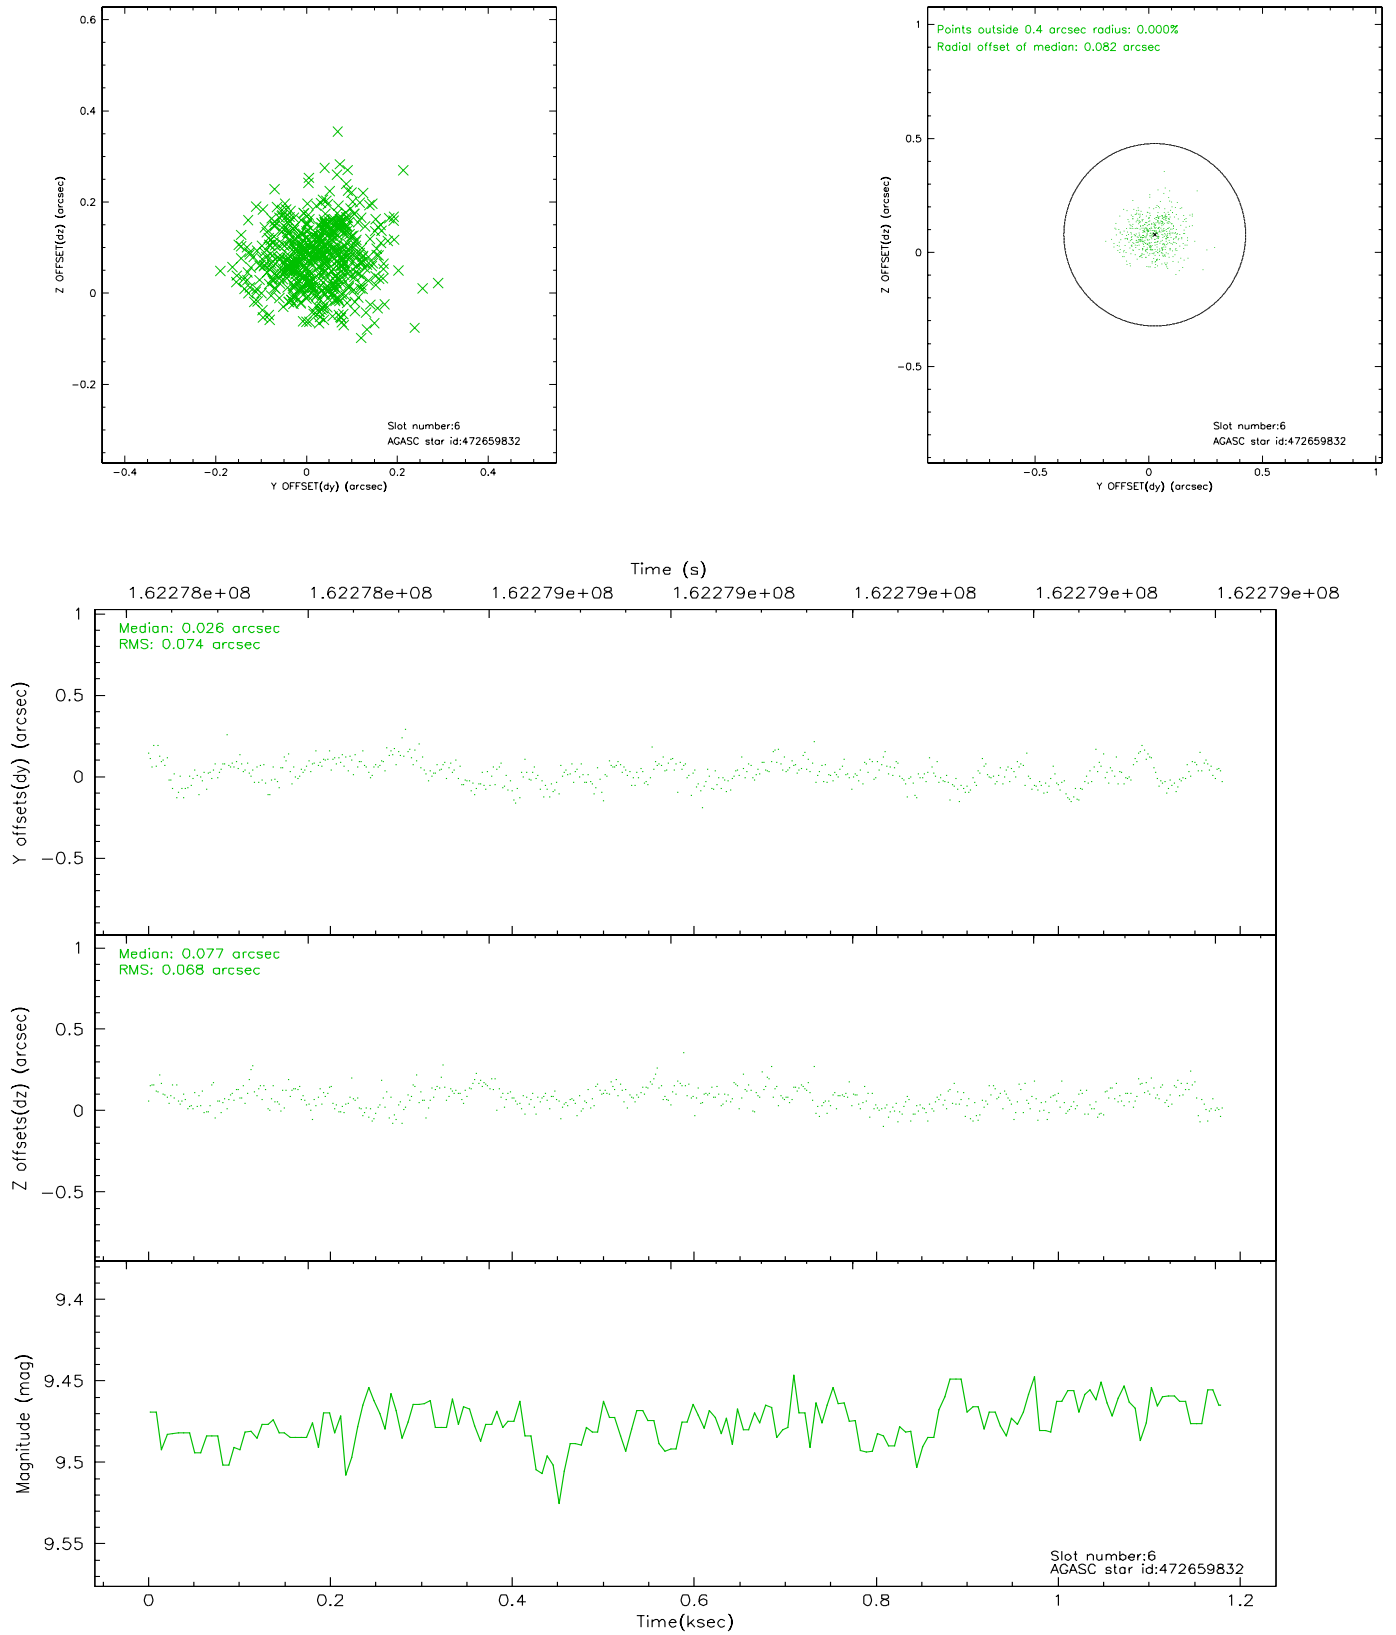 0.6
0.4
0.2
0
−0.2
Z OFFSET(dz) (arcsec)
Slot number:6
AGASC star id:472659832
−0.4 −0.2 0 0.2 0.4
Y OFFSET(dy) (arcsec)
Points outside 0.4 arcsec radius: 0.000%
Radial offset of median: 0.082 arcsec
1
0.5
0
−0.5
Z OFFSET(dz) (arcsec)
Slot number:6
AGASC star id:472659832
−0.5 0 0.5 1
Y OFFSET(dy) (arcsec)
Time (s)
1.62278e+08 1.62278e+08 1.62279e+08 1.62279e+08 1.62279e+08 1.62279e+08 1.62279e+08
Median: 0.026 arcsec
RMS: 0.074 arcsec
1
0.5
0
−0.5
Y offsets(dy) (arcsec)
Median: 0.077 arcsec
RMS: 0.068 arcsec
1
0.5
0
−0.5
Z offsets(dz) (arcsec)
9.4
9.45
9.5
9.55
Magnitude (mag)
Slot number:6
AGASC star id:472659832
0 0.2 0.4 0.6 0.8 1 1.2
Time(ksec)